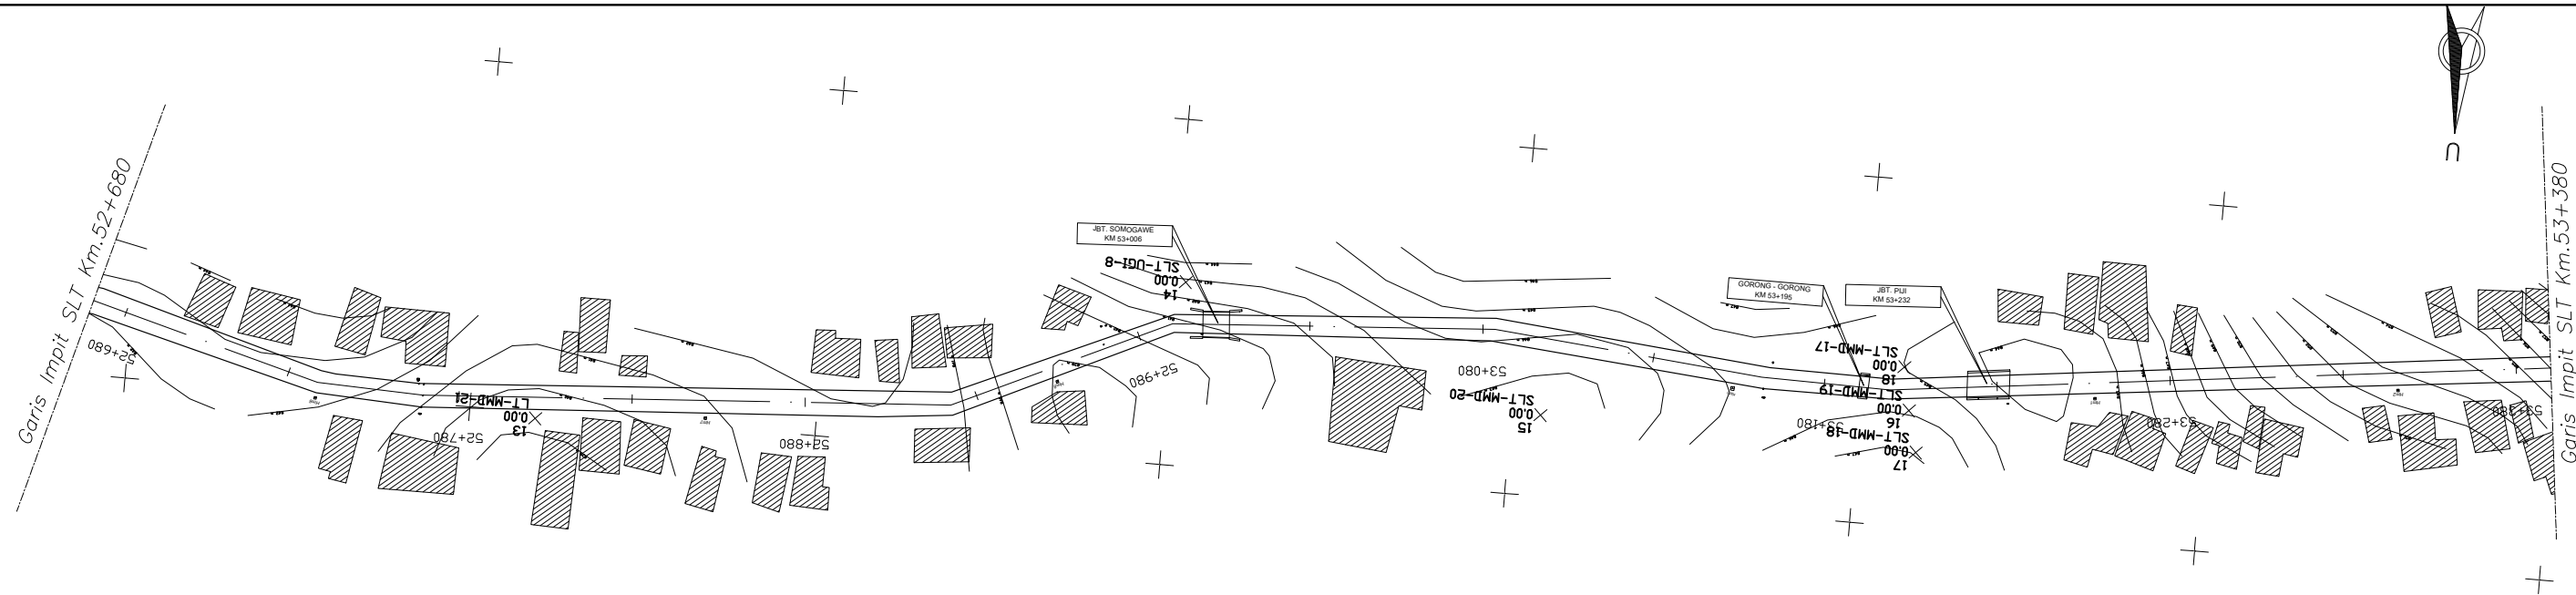 Garis Impit SLT Km.52+680
52+680
52+780
LT-MMD-21
0.00
13
52+880
52+980
JBT. SOMOGAWE
KM 53+006
SLT-UGI-8
0.00
14
53+080
SLT-MMD-20
0.00
15
GORONG - GORONG
KM 53+195
JBT. PIJI
KM 53+232
SLT-MMD-17
0.00
18
SLT-MMD-19
0.00
16
53+180
SLT-MMD-18
0.00
17
53+280
53+380
U
Garis Impit SLT Km.53+380